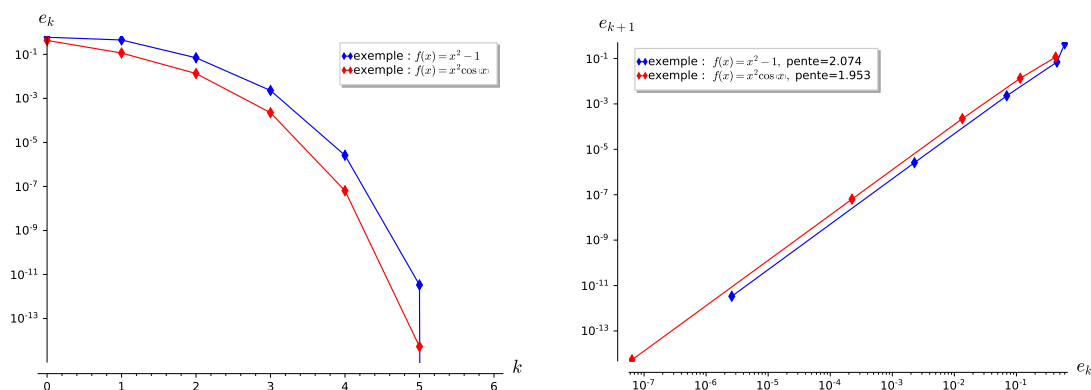 e_k
exemple : f(x) = x² − 1
exemple : f(x) = x² cos(x)
10⁻¹
10⁻³
10⁻⁵
10⁻⁷
10⁻⁹
10⁻¹¹
10⁻¹³
0 1 2 3 4 5 6
k
e_{k+1}
exemple : f(x) = x² − 1, pente=2.074
exemple : f(x) = x² cos(x), pente=1.953
10⁻¹
10⁻³
10⁻⁵
10⁻⁷
10⁻⁹
10⁻¹¹
10⁻¹³
10⁻⁷ 10⁻⁶ 10⁻⁵ 10⁻⁴ 10⁻³ 10⁻² 10⁻¹
e_k